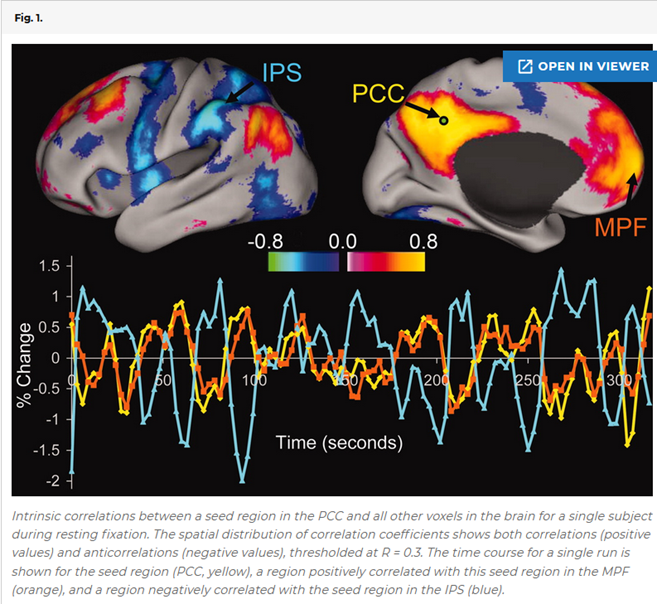 Fig. 1.
OPEN IN VIEWER
IPS
PCC
MPF
-0.8 0.0 0.8
1.5
1
0.5
0
-0.5
-1
-1.5
-2
% Change
0 50 100 150 200 250 300
Time (seconds)
Intrinsic correlations between a seed region in the PCC and all other voxels in the brain for a single subject
during resting fixation. The spatial distribution of correlation coefficients shows both correlations (positive
values) and anticorrelations (negative values), thresholded at R = 0.3. The time course for a single run is
shown for the seed region (PCC, yellow), a region positively correlated with this seed region in the MPF
(orange), and a region negatively correlated with the seed region in the IPS (blue).